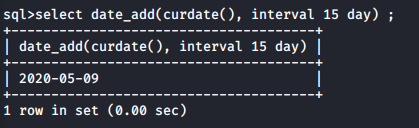 sql>select date_add(curdate(), interval 15 day) ;
+--------------------------------------+
| date_add(curdate(), interval 15 day) |
+--------------------------------------+
| 2020-05-09                           |
+--------------------------------------+
1 row in set (0.00 sec)